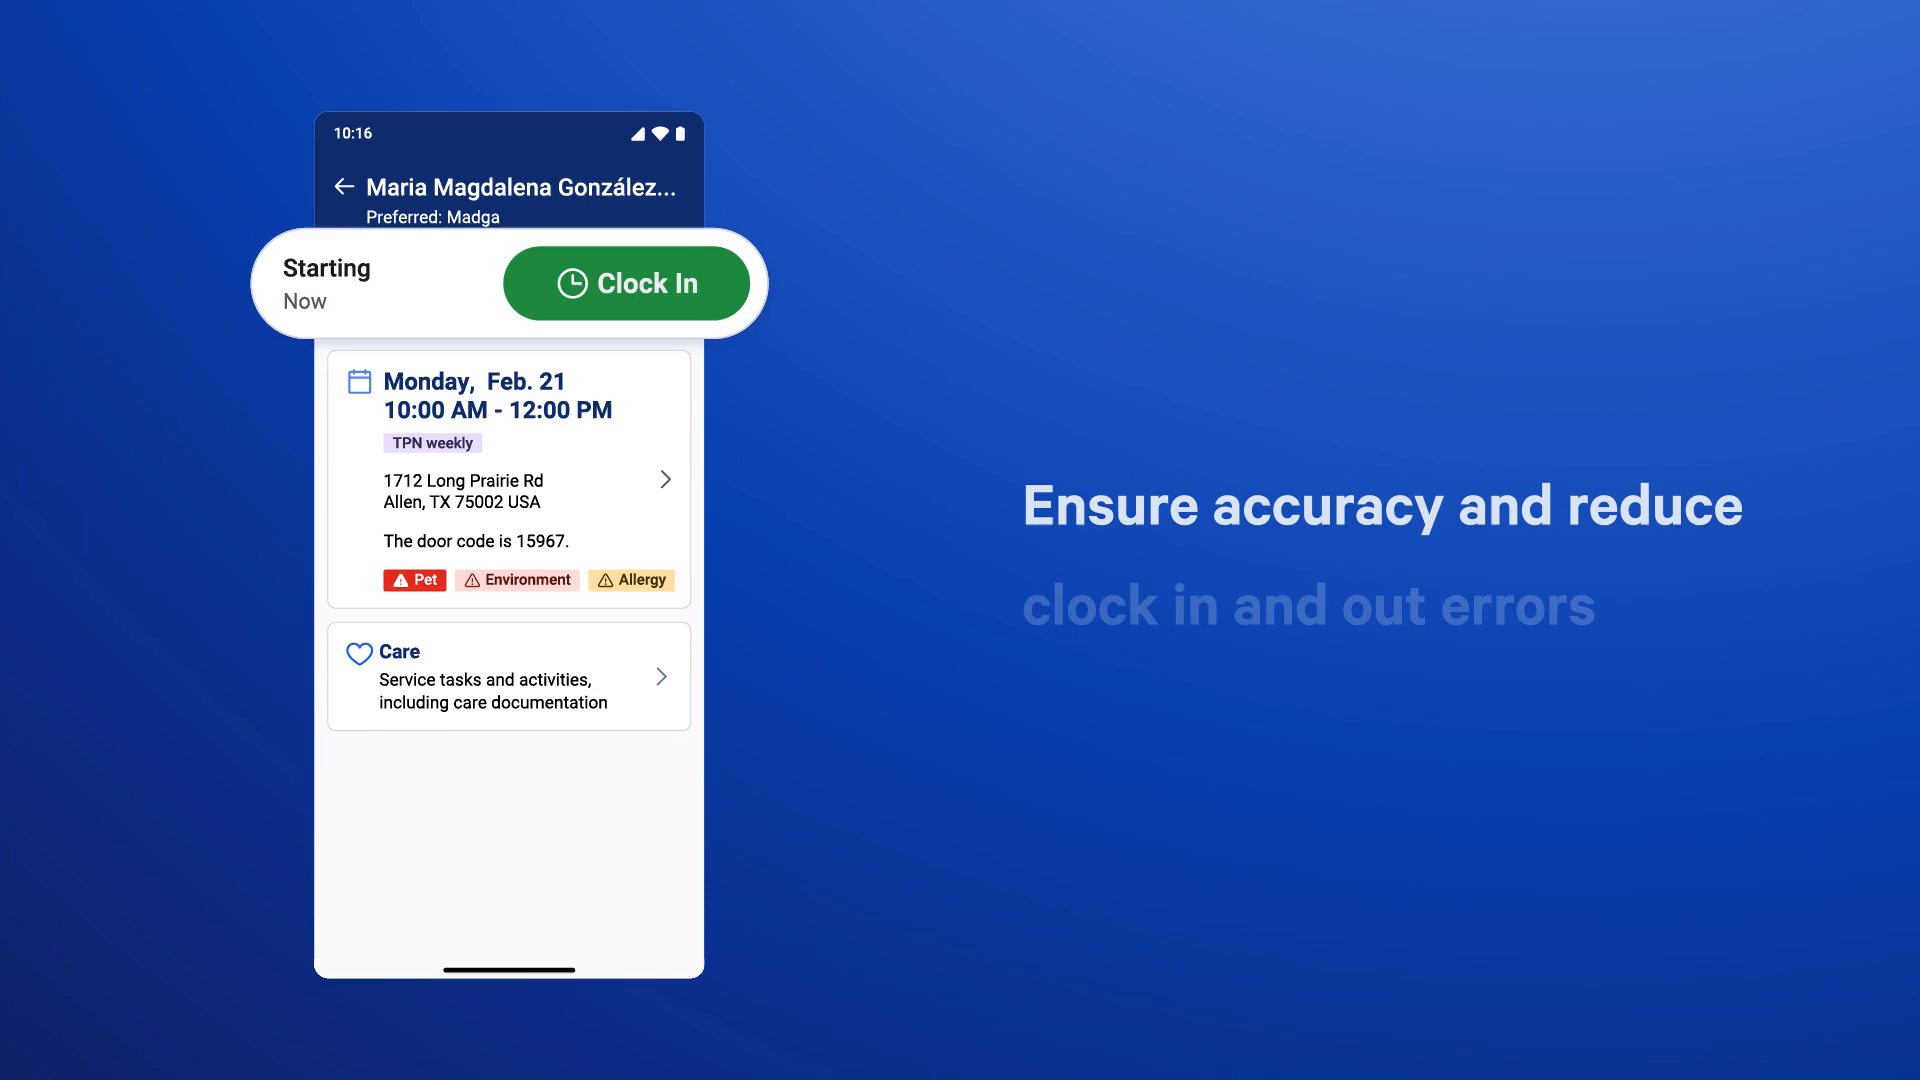 10:16
Maria Magdalena González...
Preferred: Madga
Starting
Now
Clock In
Monday, Feb. 21
10:00 AM - 12:00 PM
TPN weekly
1712 Long Prairie Rd
Allen, TX 75002 USA
The door code is 15967.
Pet Environment Allergy
Care
Service tasks and activities,
including care documentation
Ensure accuracy and reduce
clock in and out errors